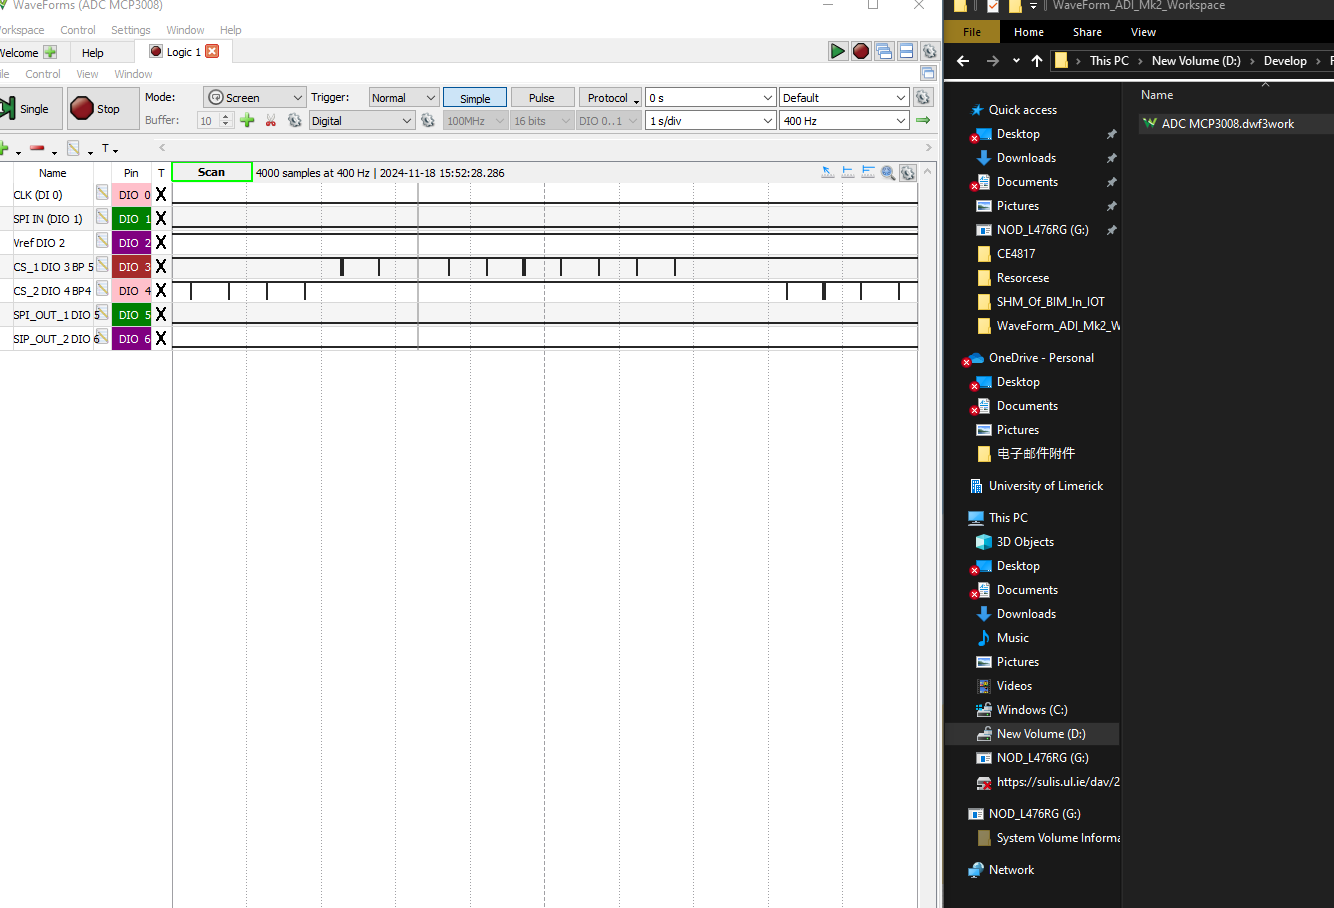 WaveForms (ADC MCP3008)
orkspace Control Settings Window Help
Welcome Help Logic 1
ile Control View Window
Single Stop Mode: Screen Trigger: Normal Simple Pulse Protocol 0 s Default
Buffer: 10 Digital 100MHz 16 bits DIO 0..1 1 s/div 400 Hz
T
Name Pin T Scan 4000 samples at 400 Hz | 2024-11-18 15:52:28.286
CLK (DI 0) DIO 0 X
SPI IN (DIO 1) DIO 1 X
Vref DIO 2 DIO 2 X
CS_1 DIO 3 BP 5 DIO 3 X
CS_2 DIO 4 BP4 DIO 4 X
SPI_OUT_1 DIO 5 DIO 5 X
SIP_OUT_2 DIO 6 DIO 6 X
WaveForm_ADI_Mk2_Workspace
File Home Share View
This PC › New Volume (D:) › Develop ›
Quick access
Desktop
Downloads
Documents
Pictures
NOD_L476RG (G:)
CE4817
Resorcese
SHM_Of_BIM_In_IOT
WaveForm_ADI_Mk2_W
OneDrive - Personal
Desktop
Documents
Pictures
电子邮件附件
University of Limerick
This PC
3D Objects
Desktop
Documents
Downloads
Music
Pictures
Videos
Windows (C:)
New Volume (D:)
NOD_L476RG (G:)
https://sulis.ul.ie/dav/2
NOD_L476RG (G:)
System Volume Informa
Network
Name
ADC MCP3008.dwf3work